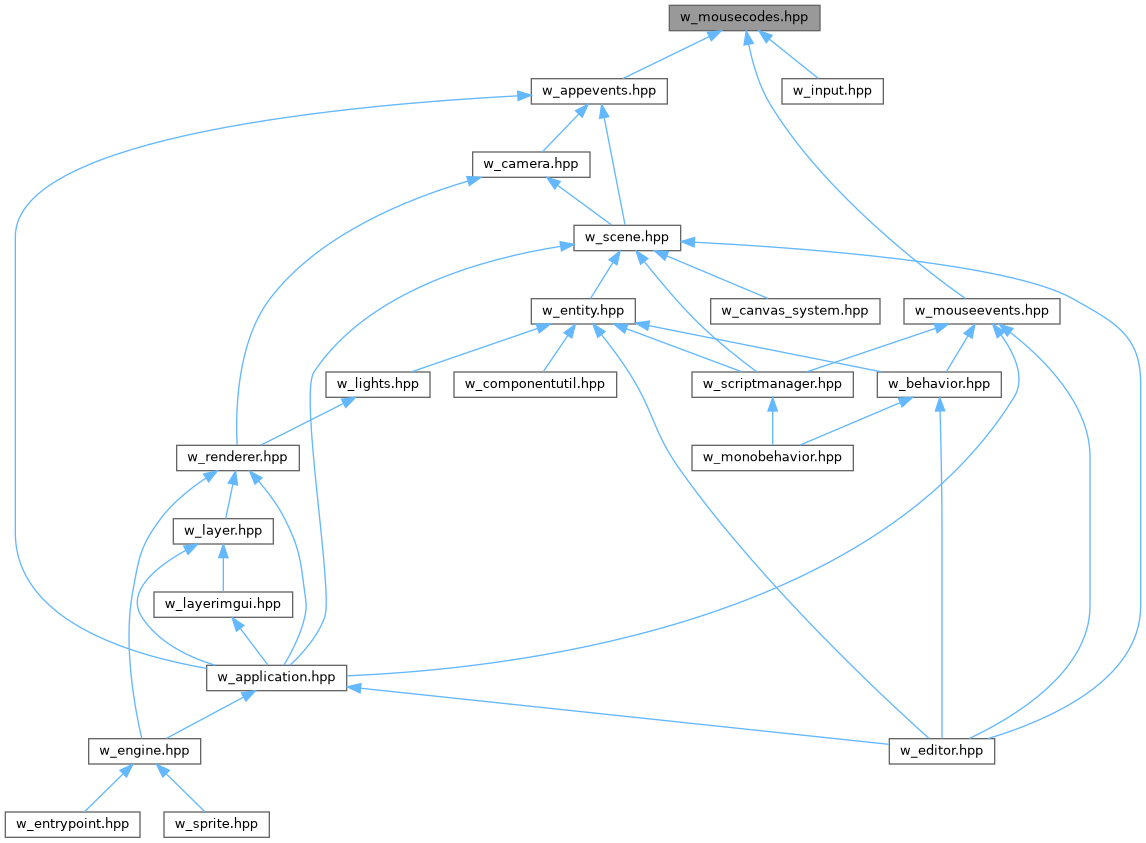 w_mousecodes.hpp
w_appevents.hpp
w_input.hpp
w_camera.hpp
w_scene.hpp
w_entity.hpp
w_canvas_system.hpp
w_mouseevents.hpp
w_lights.hpp
w_componentutil.hpp
w_scriptmanager.hpp
w_behavior.hpp
w_renderer.hpp
w_monobehavior.hpp
w_layer.hpp
w_layerimgui.hpp
w_application.hpp
w_engine.hpp
w_editor.hpp
w_entrypoint.hpp
w_sprite.hpp